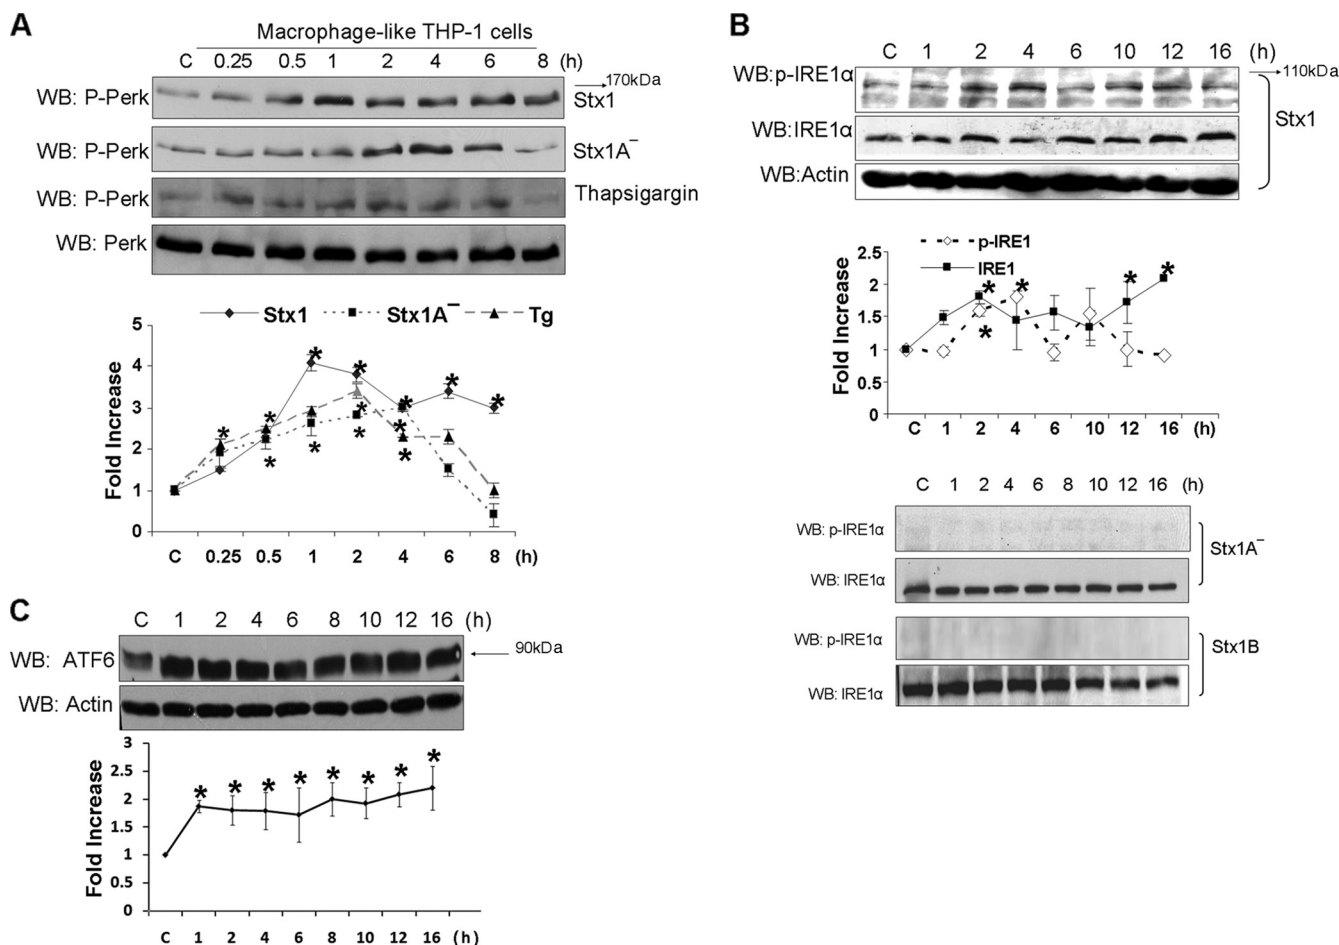 A
Macrophage-like THP-1 cells
C 0.25 0.5 1 2 4 6 8 (h)
WB: P-Perk
170kDa
Stx1
WB: P-Perk
Stx1A⁻
WB: P-Perk
Thapsigargin
WB: Perk
Stx1 Stx1A⁻ Tg
Fold Increase
5
4
3
2
1
0
* * * * * * * * * * * * *
C 0.25 0.5 1 2 4 6 8 (h)
B
C 1 2 4 6 10 12 16 (h)
WB:p-IRE1α
110kDa
WB:IRE1α
Stx1
WB:Actin
p-IRE1
IRE1
Fold Increase
2.5
2
1.5
1
0.5
0
* * * * *
C 1 2 4 6 10 12 16 (h)
C 1 2 4 6 8 10 12 16 (h)
WB: p-IRE1α
Stx1A⁻
WB: IRE1α
WB: p-IRE1α
Stx1B
WB: IRE1α
C
C 1 2 4 6 8 10 12 16 (h)
WB: ATF6
90kDa
WB: Actin
Fold Increase
3
2.5
2
1.5
1
0.5
0
* * * * * * * *
C 1 2 4 6 8 10 12 16 (h)